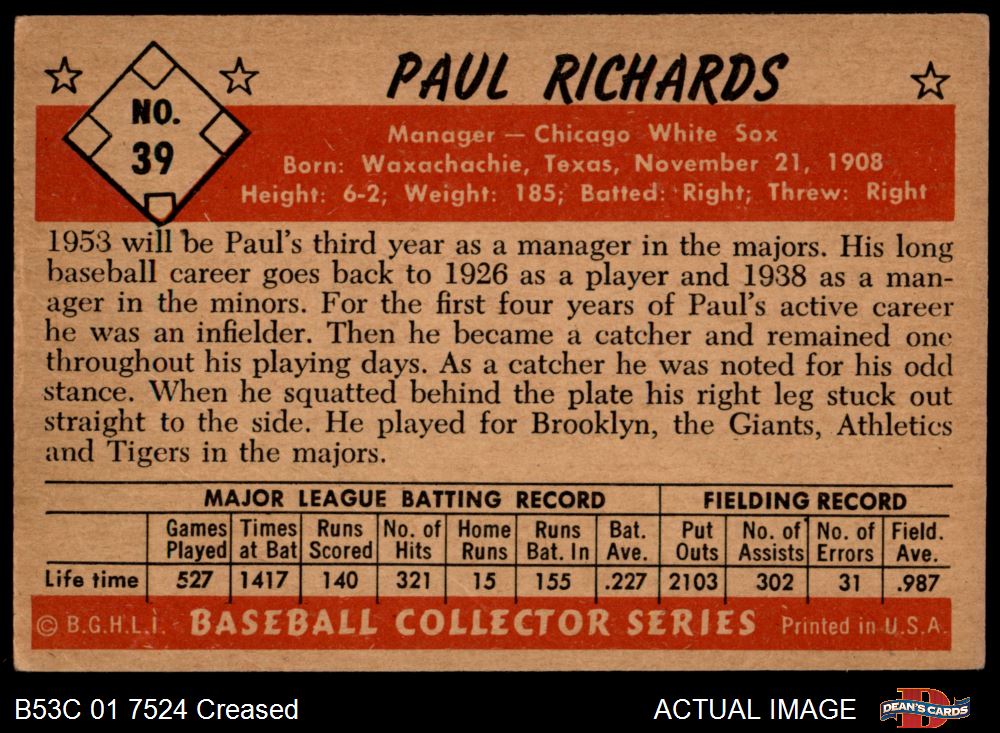 PAUL RICHARDS
NO.
39
Manager — Chicago White Sox
Born: Waxachachie, Texas, November 21, 1908
Height: 6-2; Weight: 185; Batted: Right; Threw: Right
1953 will be Paul's third year as a manager in the majors. His long
baseball career goes back to 1926 as a player and 1938 as a man-
ager in the minors. For the first four years of Paul's active career
he was an infielder. Then he became a catcher and remained one
throughout his playing days. As a catcher he was noted for his odd
stance. When he squatted behind the plate his right leg stuck out
straight to the side. He played for Brooklyn, the Giants, Athletics
and Tigers in the majors.
MAJOR LEAGUE BATTING RECORD FIELDING RECORD
Games Times Runs No. of Home Runs Bat. Put No. of No. of Field.
Played at Bat Scored Hits Runs Bat. In Ave. Outs Assists Errors Ave.
Life time 527 1417 140 321 15 155 .227 2103 302 31 .987
© B.G.H.L.I. BASEBALL COLLECTOR SERIES Printed in U.S.A.
B53C 01 7524 Creased ACTUAL IMAGE DEAN'S CARDS